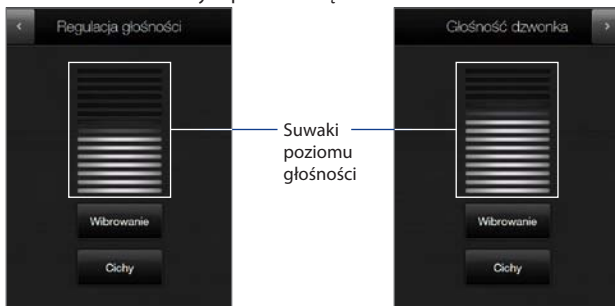 Regulacja głośności
Wibrowanie
Cichy
Suwaki
poziomu
głośności
Głośność dzwonka
Wibrowanie
Cichy